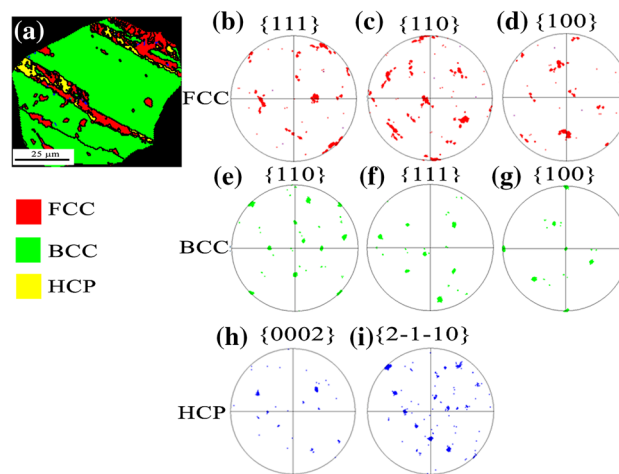 (a)
25 µm
FCC
BCC
HCP
(b) {111}
(c) {110}
(d) {100}
FCC
(e) {110}
(f) {111}
(g) {100}
BCC
(h) {0002}
(i) {2-1-10}
HCP